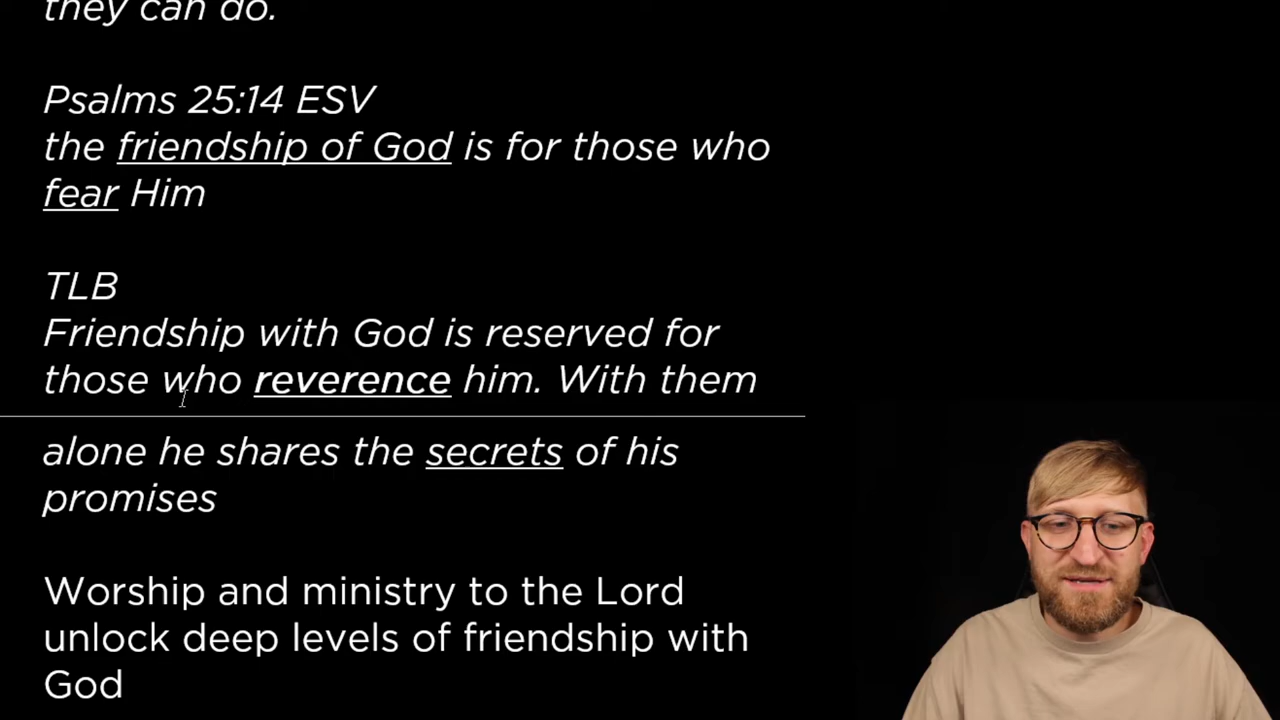 they can do.
Psalms 25:14 ESV
the friendship of God is for those who
fear Him
TLB
Friendship with God is reserved for
those who reverence him. With them
alone he shares the secrets of his
promises
Worship and ministry to the Lord
unlock deep levels of friendship with
God